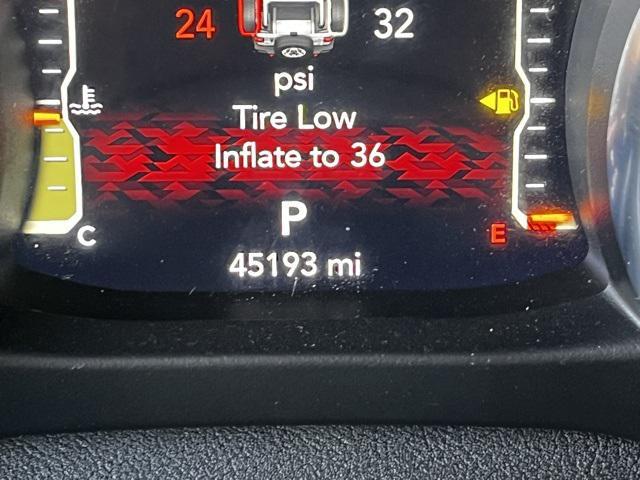 24 32
psi
Tire Low
Inflate to 36
P
C E
45193 mi